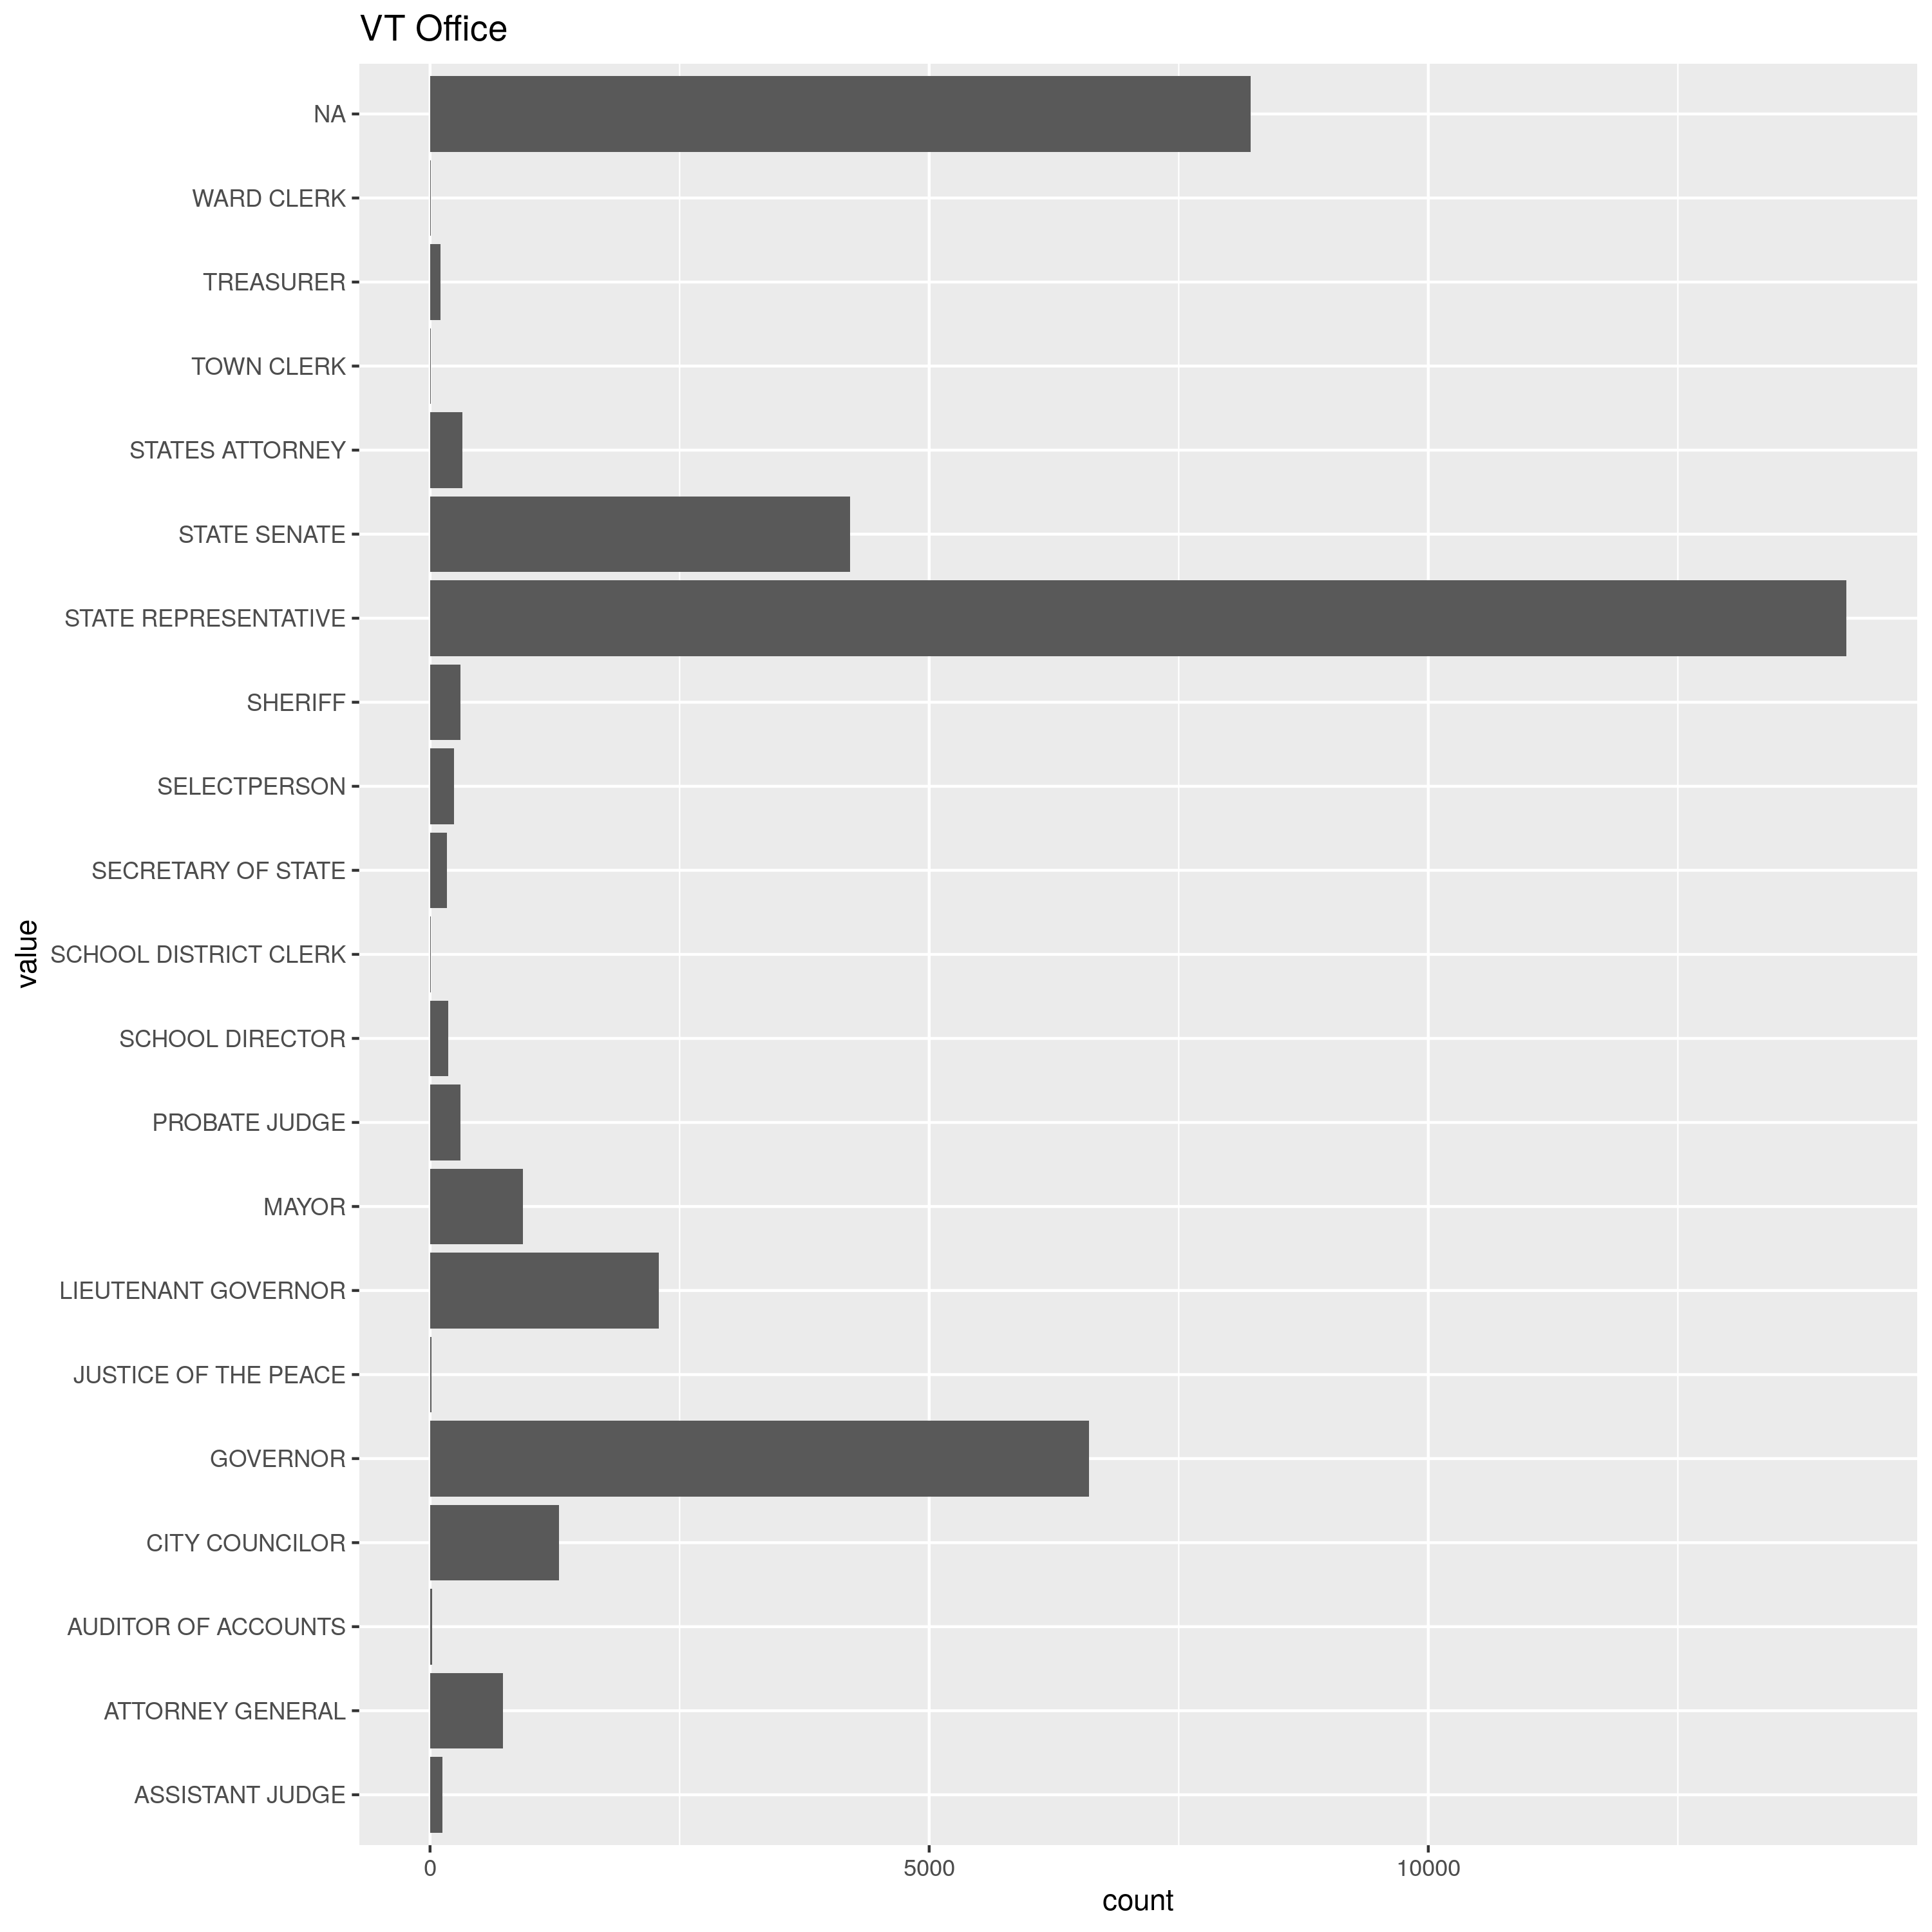 VT Office
NA
WARD CLERK
TREASURER
TOWN CLERK
STATES ATTORNEY
STATE SENATE
STATE REPRESENTATIVE
SHERIFF
SELECTPERSON
SECRETARY OF STATE
SCHOOL DISTRICT CLERK
SCHOOL DIRECTOR
PROBATE JUDGE
MAYOR
LIEUTENANT GOVERNOR
JUSTICE OF THE PEACE
GOVERNOR
CITY COUNCILOR
AUDITOR OF ACCOUNTS
ATTORNEY GENERAL
ASSISTANT JUDGE
value
0 5000 10000
count